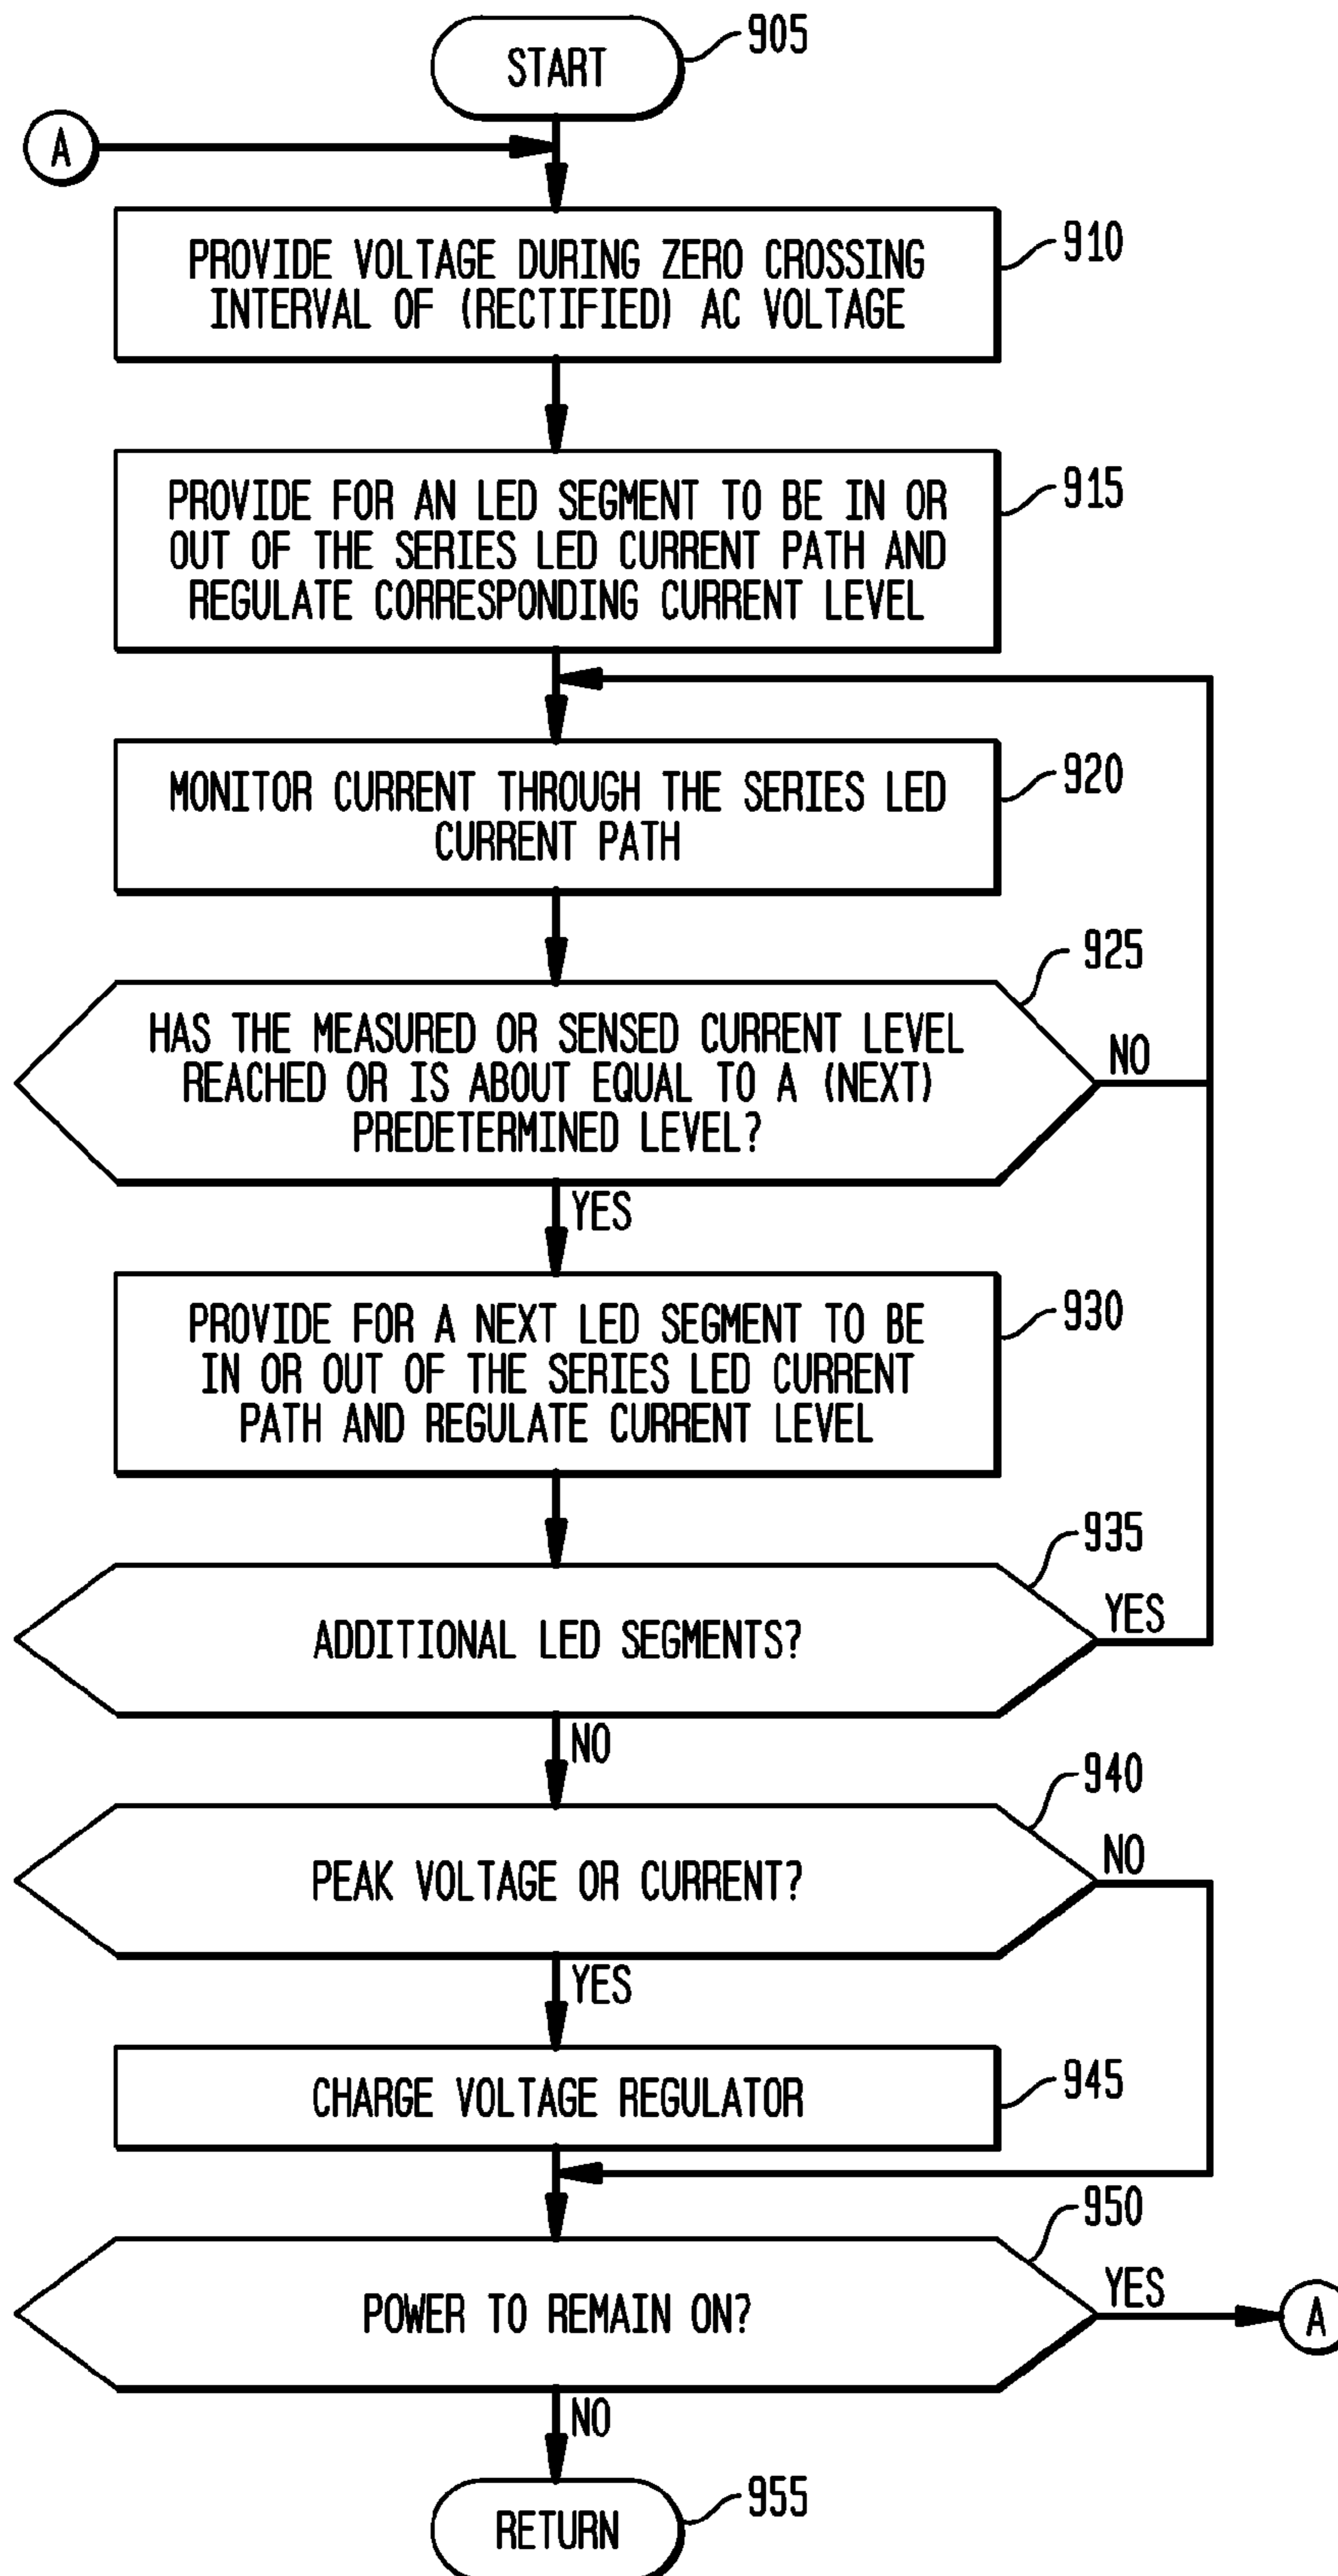 START
905
A
PROVIDE VOLTAGE DURING ZERO CROSSING
INTERVAL OF (RECTIFIED) AC VOLTAGE
910
PROVIDE FOR AN LED SEGMENT TO BE IN OR
OUT OF THE SERIES LED CURRENT PATH AND
REGULATE CORRESPONDING CURRENT LEVEL
915
MONITOR CURRENT THROUGH THE SERIES LED
CURRENT PATH
920
HAS THE MEASURED OR SENSED CURRENT LEVEL
REACHED OR IS ABOUT EQUAL TO A (NEXT)
PREDETERMINED LEVEL?
925
NO
YES
PROVIDE FOR A NEXT LED SEGMENT TO BE
IN OR OUT OF THE SERIES LED CURRENT
PATH AND REGULATE CURRENT LEVEL
930
ADDITIONAL LED SEGMENTS?
935
YES
NO
PEAK VOLTAGE OR CURRENT?
940
NO
YES
CHARGE VOLTAGE REGULATOR
945
POWER TO REMAIN ON?
950
YES
A
NO
RETURN
955